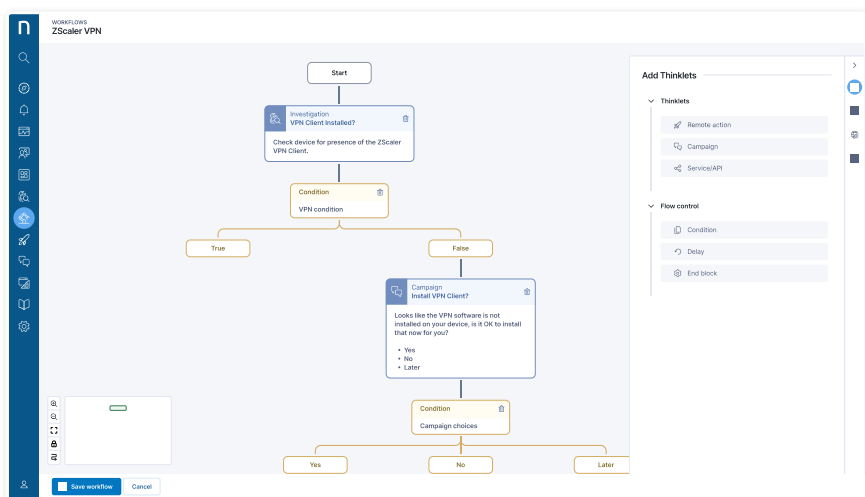 WORKFLOWS
ZScaler VPN
Start
Investigation
VPN Client Installed?
Check device for presence of the ZScaler
VPN Client.
Condition
VPN condition
True
False
Campaign
Install VPN Client?
Looks like the VPN software is not
installed on your device, is it OK to install
that now for you?
• Yes
• No
• Later
Condition
Campaign choices
Yes
No
Later
Add Thinklets
Thinklets
Remote action
Campaign
Service/API
Flow control
Condition
Delay
End block
Save workflow
Cancel